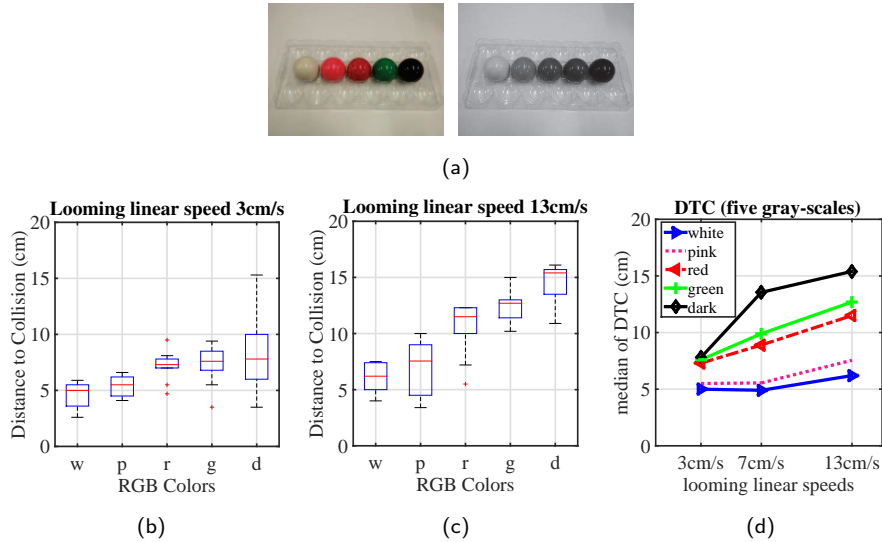 (a)
Looming linear speed 3cm/s
Distance to Collision (cm)
20
15
10
5
0
w p r g d
RGB Colors
(b)
Looming linear speed 13cm/s
Distance to Collision (cm)
20
15
10
5
0
w p r g d
RGB Colors
(c)
DTC (five gray-scales)
median of DTC (cm)
20
15
10
5
0
white
pink
red
green
dark
3cm/s 7cm/s 13cm/s
looming linear speeds
(d)